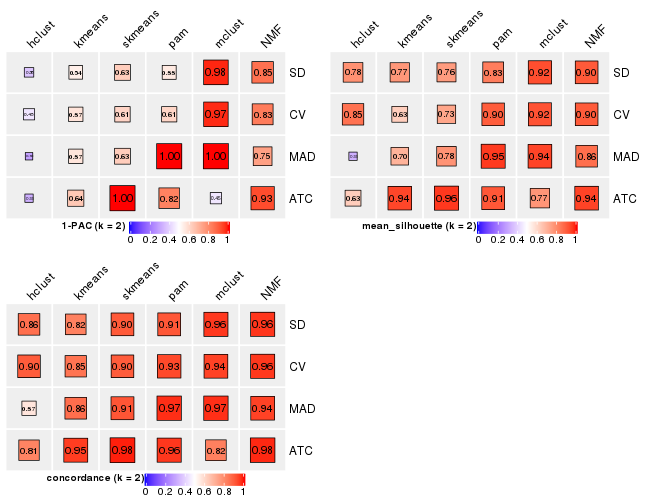 hclust kmeans skmeans pam mclust NMF
0.54 0.63 0.55 0.98 0.85 SD
0.45 0.57 0.61 0.61 0.97 0.83 CV
0.57 0.63 1.00 1.00 0.75 MAD
0.64 1.00 0.82 0.45 0.93 ATC
1-PAC (k = 2)
0 0.2 0.4 0.6 0.8 1
hclust kmeans skmeans pam mclust NMF
0.78 0.77 0.76 0.83 0.92 0.90 SD
0.85 0.63 0.73 0.90 0.92 0.90 CV
0.70 0.78 0.95 0.94 0.86 MAD
0.63 0.94 0.96 0.91 0.77 0.94 ATC
mean_silhouette (k = 2)
0 0.2 0.4 0.6 0.8 1
hclust kmeans skmeans pam mclust NMF
0.86 0.82 0.90 0.91 0.96 0.96 SD
0.90 0.85 0.90 0.93 0.94 0.96 CV
0.57 0.86 0.91 0.97 0.97 0.94 MAD
0.81 0.95 0.98 0.96 0.82 0.98 ATC
concordance (k = 2)
0 0.2 0.4 0.6 0.8 1